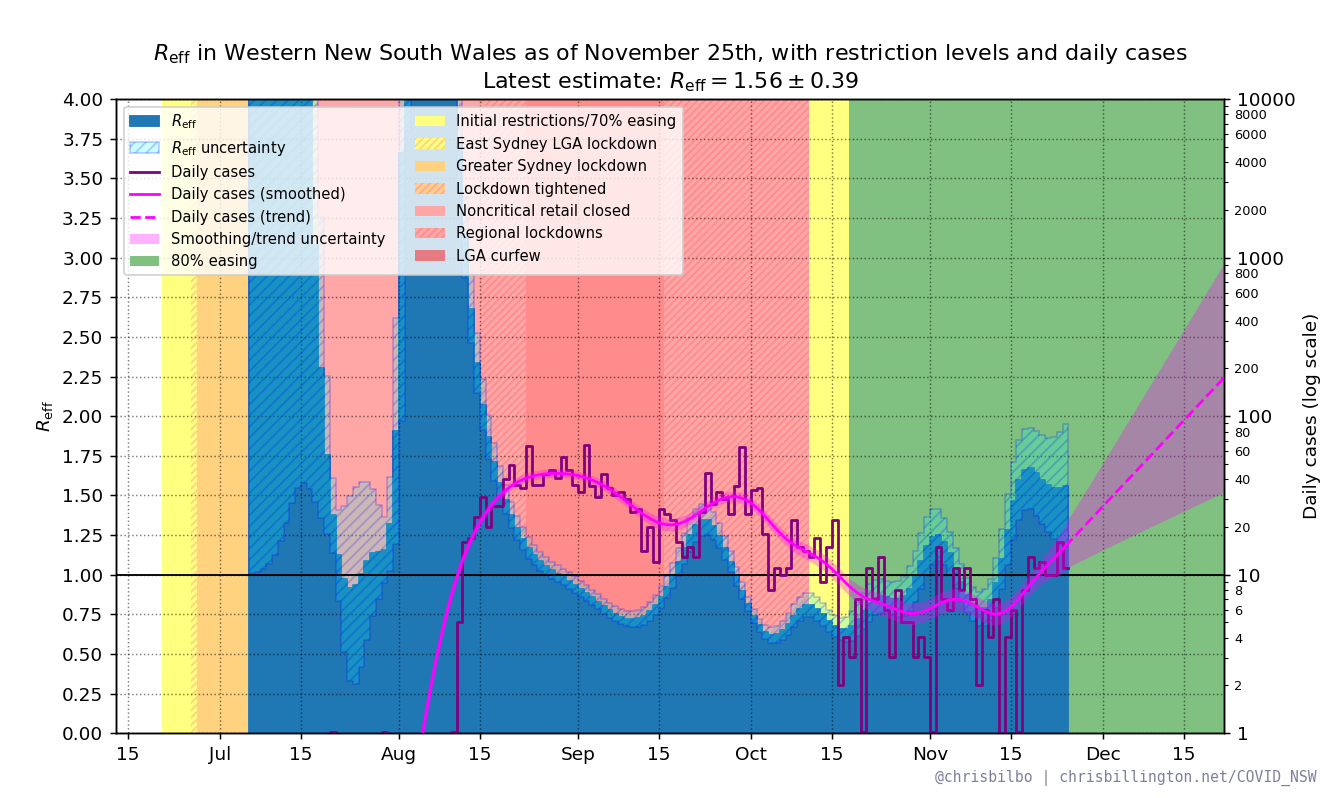 R_eff in Western New South Wales as of November 25th, with restriction levels and daily cases
Latest estimate: R_eff = 1.56 ± 0.39
R_eff
R_eff uncertainty
Daily cases
Daily cases (smoothed)
Daily cases (trend)
Smoothing/trend uncertainty
80% easing
Initial restrictions/70% easing
East Sydney LGA lockdown
Greater Sydney lockdown
Lockdown tightened
Noncritical retail closed
Regional lockdowns
LGA curfew
R_eff
4.00
3.75
3.50
3.25
3.00
2.75
2.50
2.25
2.00
1.75
1.50
1.25
1.00
0.75
0.50
0.25
0.00
10000
8000
6000
4000
2000
1000
800
600
400
200
100
80
60
40
20
10
8
6
4
2
1
Daily cases (log scale)
15 Jul 15 Aug 15 Sep 15 Oct 15 Nov 15 Dec 15
@chrisbilbo | chrisbillington.net/COVID_NSW